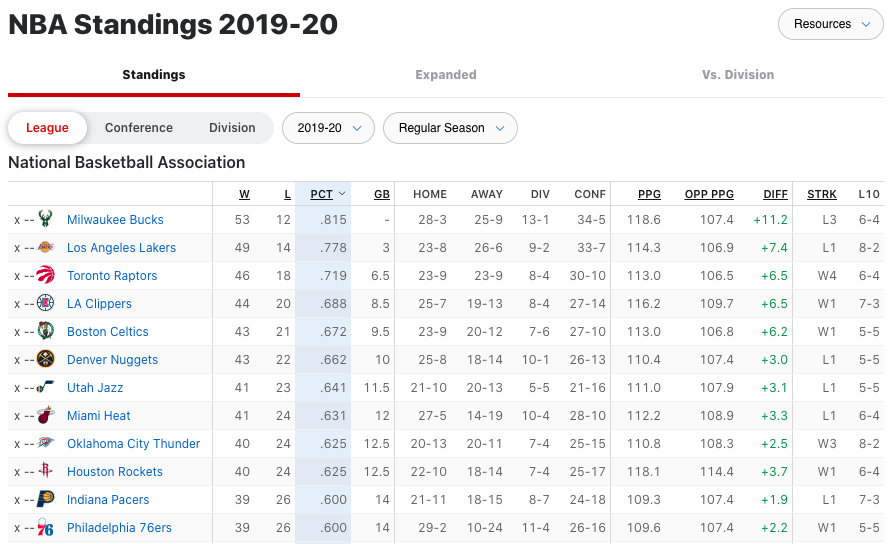 NBA Standings 2019-20
Resources
Standings Expanded Vs. Division
League Conference Division 2019-20 Regular Season
National Basketball Association
W L PCT GB HOME AWAY DIV CONF PPG OPP PPG DIFF STRK L10
x -- Milwaukee Bucks 53 12 .815 - 28-3 25-9 13-1 34-5 118.6 107.4 +11.2 L3 6-4
x -- Los Angeles Lakers 49 14 .778 3 23-8 26-6 9-2 33-7 114.3 106.9 +7.4 L1 8-2
x -- Toronto Raptors 46 18 .719 6.5 23-9 23-9 8-4 30-10 113.0 106.5 +6.5 W4 6-4
x -- LA Clippers 44 20 .688 8.5 25-7 19-13 8-4 27-14 116.2 109.7 +6.5 W1 7-3
x -- Boston Celtics 43 21 .672 9.5 23-9 20-12 7-6 27-10 113.0 106.8 +6.2 W1 5-5
x -- Denver Nuggets 43 22 .662 10 25-8 18-14 10-1 26-13 110.4 107.4 +3.0 L1 5-5
x -- Utah Jazz 41 23 .641 11.5 21-10 20-13 5-5 21-16 111.0 107.9 +3.1 L1 5-5
x -- Miami Heat 41 24 .631 12 27-5 14-19 10-4 28-10 112.2 108.9 +3.3 L1 6-4
x -- Oklahoma City Thunder 40 24 .625 12.5 20-13 20-11 7-4 25-15 110.8 108.3 +2.5 W3 8-2
x -- Houston Rockets 40 24 .625 12.5 22-10 18-14 7-4 25-17 118.1 114.4 +3.7 W1 6-4
x -- Indiana Pacers 39 26 .600 14 21-11 18-15 8-7 24-18 109.3 107.4 +1.9 L1 7-3
x -- 76 Philadelphia 76ers 39 26 .600 14 29-2 10-24 11-4 26-16 109.6 107.4 +2.2 W1 5-5